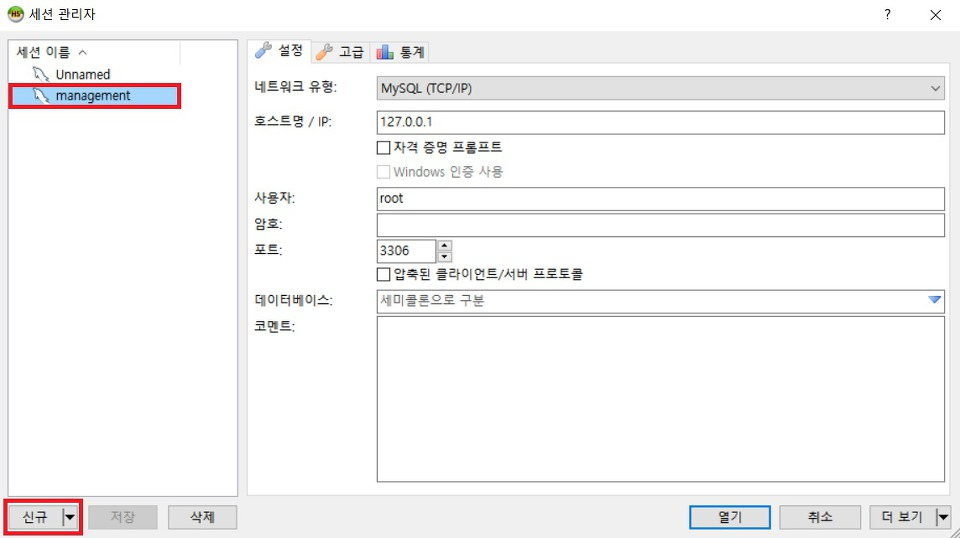 HS 세션 관리자 ?
세션 이름
Unnamed
management
설정 고급 통계
네트워크 유형: MySQL (TCP/IP)
호스트명 / IP: 127.0.0.1
자격 증명 프롬프트
Windows 인증 사용
사용자: root
암호:
포트: 3306
압축된 클라이언트/서버 프로토콜
데이터베이스: 세미콜론으로 구분
코멘트:
신규 저장 삭제 열기 취소 더 보기